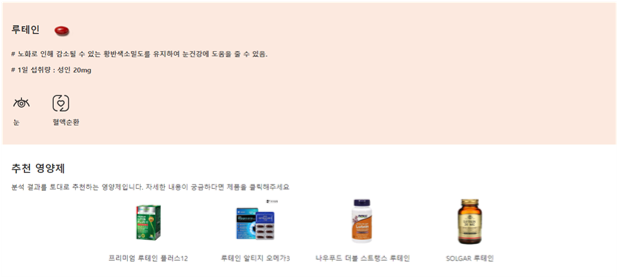 루테인
# 노화로 인해 감소될 수 있는 황반색소밀도를 유지하여 눈건강에 도움을 줄 수 있음.
# 1일 섭취량 : 성인 20mg
눈 혈액순환
추천 영양제
분석 결과를 토대로 추천하는 영양제입니다. 자세한 내용이 궁금하다면 제품을 클릭해주세요
프리미엄 루테인 플러스12 루테인 알티지 오메가3 나우푸드 더블 스트랭스 루테인 SOLGAR 루테인